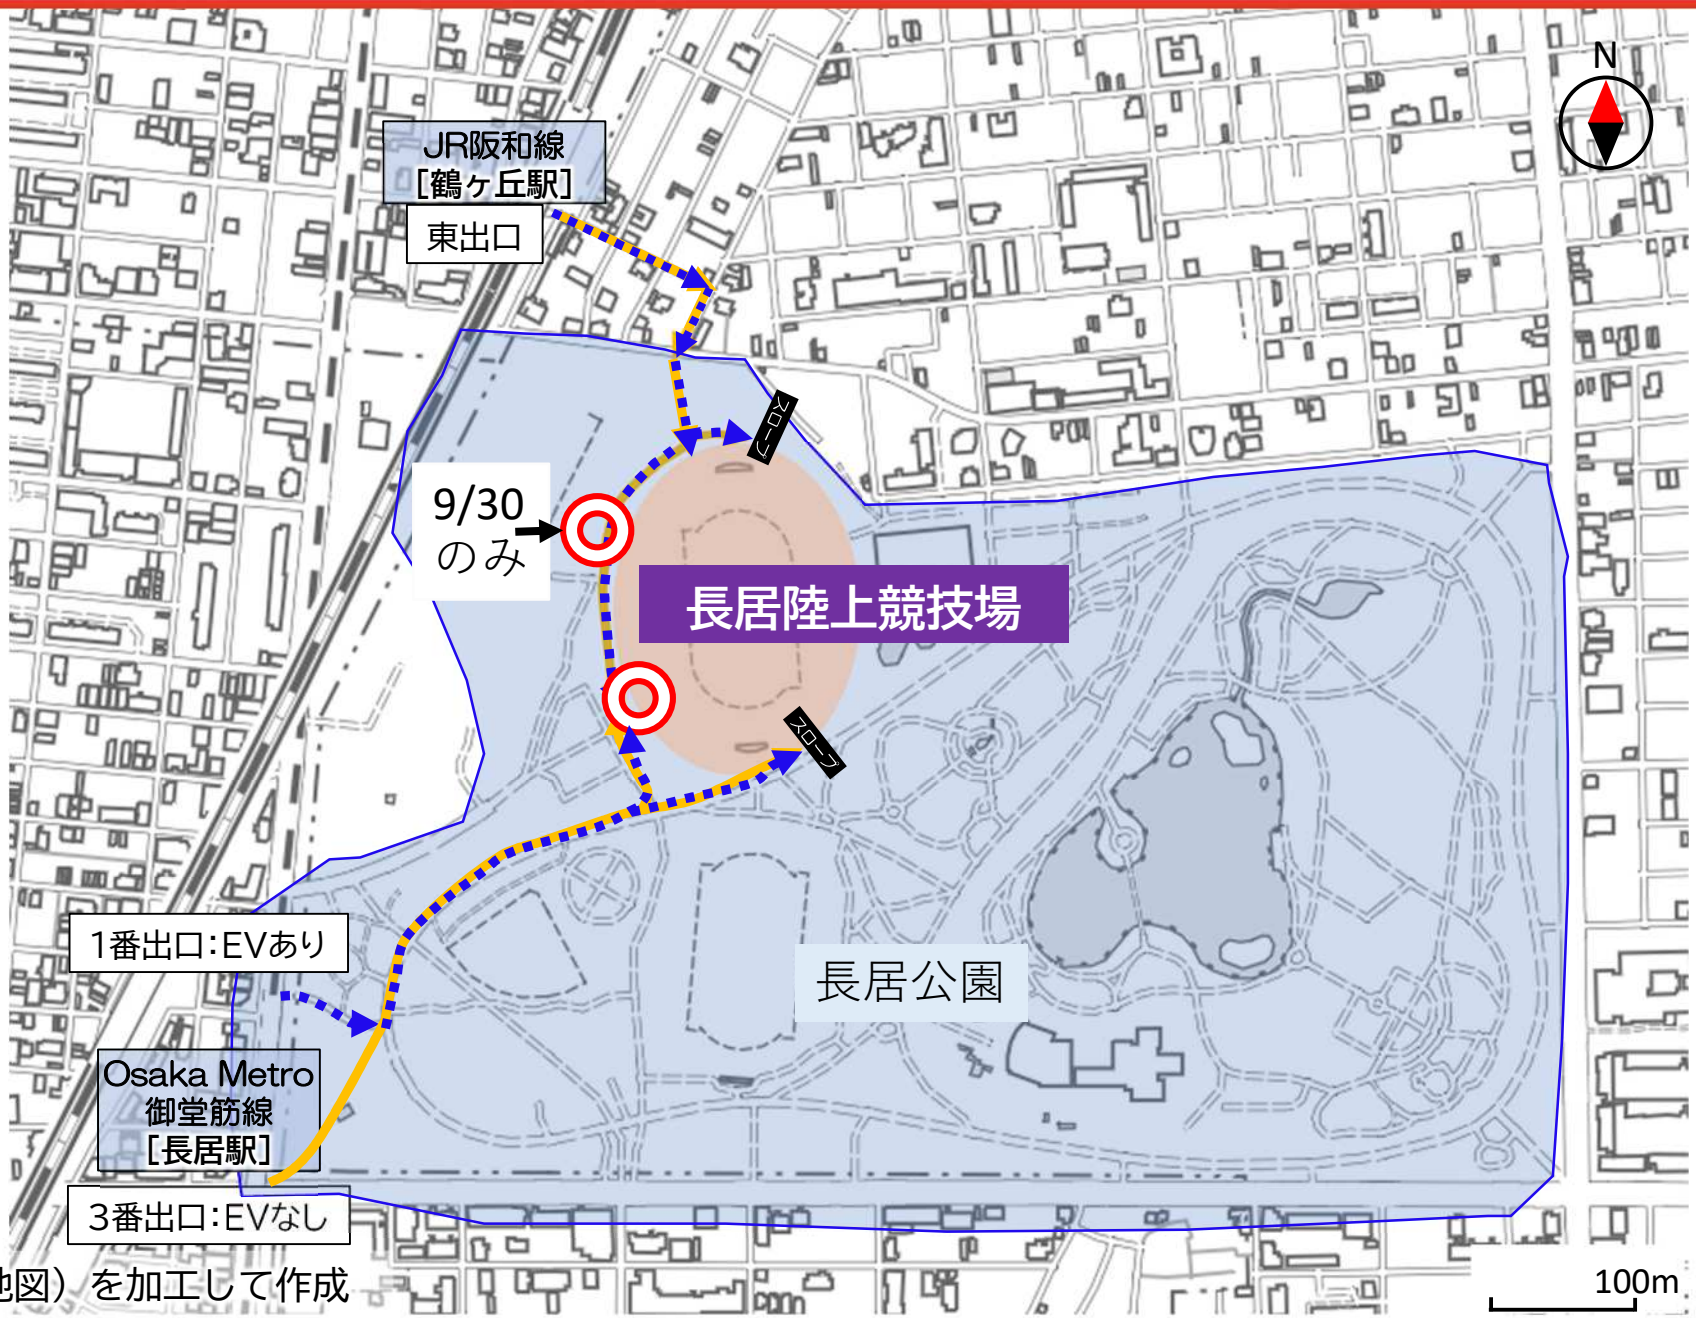 N
JR阪和線
[鶴ヶ丘駅]
東出口
スロープ
9/30
のみ
長居陸上競技場
スロープ
1番出口:EVあり
長居公園
Osaka Metro
御堂筋線
[長居駅]
3番出口:EVなし
地図）を加工して作成
100m